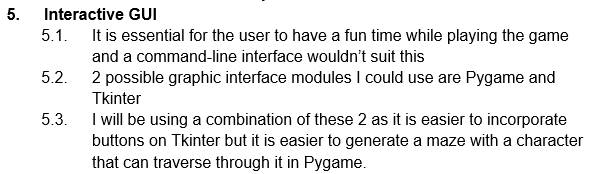 5. Interactive GUI
5.1. It is essential for the user to have a fun time while playing the game
and a command-line interface wouldn't suit this
5.2. 2 possible graphic interface modules I could use are Pygame and
Tkinter
5.3. I will be using a combination of these 2 as it is easier to incorporate
buttons on Tkinter but it is easier to generate a maze with a character
that can traverse through it in Pygame.